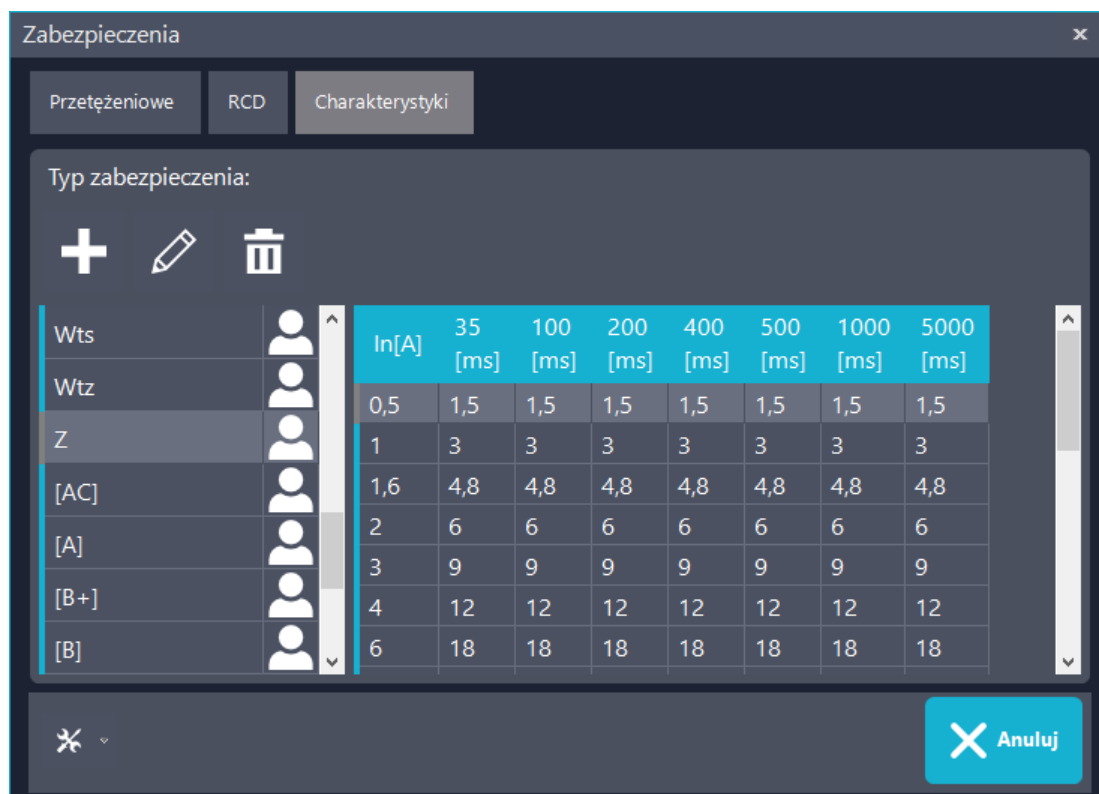 Zabezpieczenia
Przetężeniowe RCD Charakterystyki
Typ zabezpieczenia:
Wts
Wtz
Z
[AC]
[A]
[B+]
[B]
In[A] 35 [ms] 100 [ms] 200 [ms] 400 [ms] 500 [ms] 1000 [ms] 5000 [ms]
0,5 1,5 1,5 1,5 1,5 1,5 1,5 1,5
1 3 3 3 3 3 3 3
1,6 4,8 4,8 4,8 4,8 4,8 4,8 4,8
2 6 6 6 6 6 6 6
3 9 9 9 9 9 9 9
4 12 12 12 12 12 12 12
6 18 18 18 18 18 18 18
Anuluj